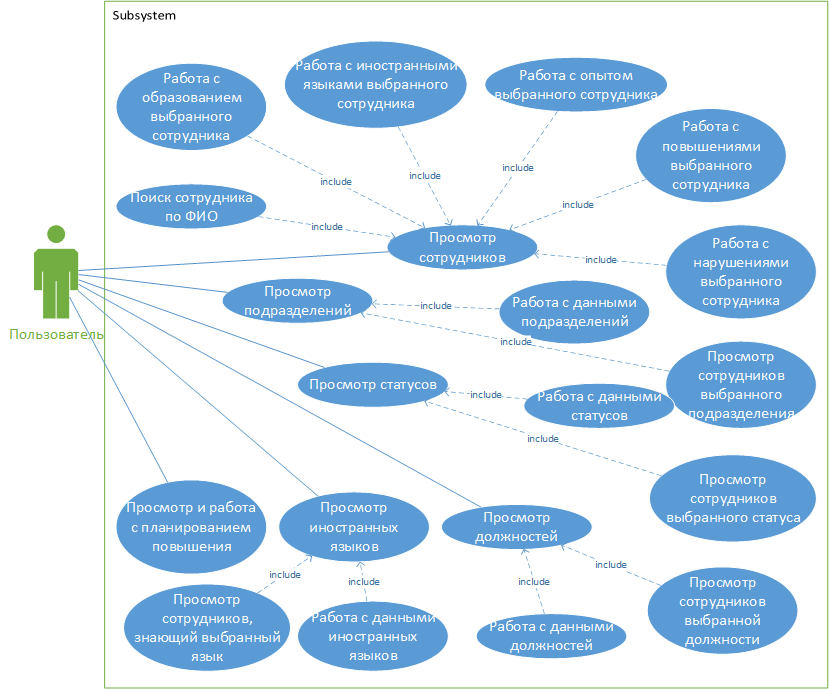 Subsystem
Работа с
образованием
выбранного
сотрудника
Работа с иностранными
языками выбранного
сотрудника
Работа с опытом
выбранного сотрудника
Работа с
повышениями
выбранного
сотрудника
include
include
include
include
Поиск сотрудника
по ФИО
include
Просмотр
сотрудников
include
Работа с
нарушениями
выбранного
сотрудника
Пользователь
Просмотр
подразделений
include
Работа с данными
подразделений
include
Просмотр
сотрудников
выбранного
подразделения
Просмотр статусов
include
Работа с данными
статусов
include
Просмотр
сотрудников
выбранного статуса
Просмотр и работа
с планированием
повышения
Просмотр
иностранных
языков
Просмотр
должностей
include
include
include
include
Просмотр
сотрудников,
знающий выбранный
язык
Работа с данными
иностранных
языков
Работа с данными
должностей
Просмотр
сотрудников
выбранной
должности